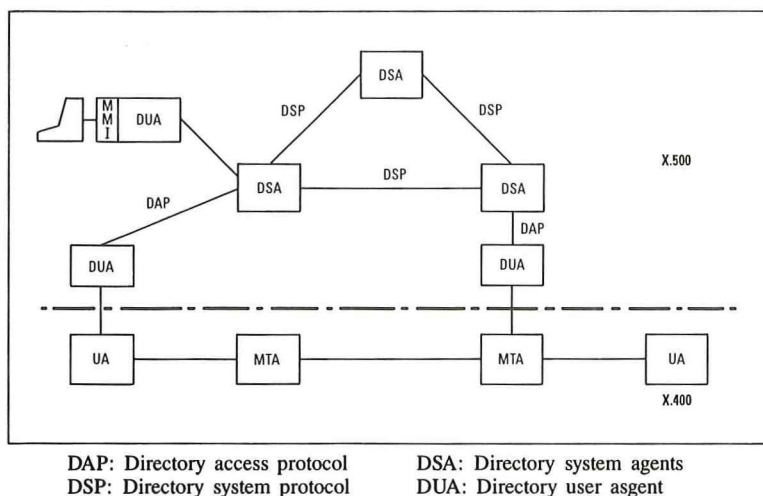 DSA
DSP
DSP
M
M
I
DUA
X.500
DSA
DSP
DSA
DAP
DAP
DUA
DUA
UA
MTA
MTA
UA
X.400
DAP: Directory access protocol
DSA: Directory system agents
DSP: Directory system protocol
DUA: Directory user asgent